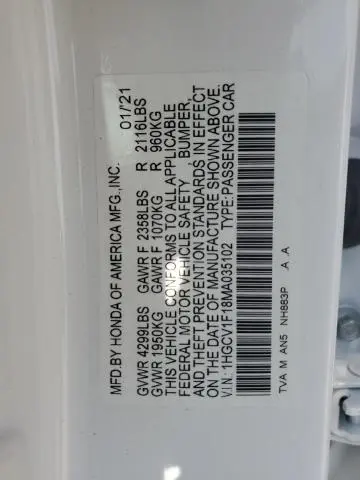 MFD.BY HONDA OF AMERICA MFG.,INC. 01/'21
GVWR 4299LBS GAWR F 2358LBS R 2116LBS
GVWR 1950KG GAWR F 1070KG R 960KG
THIS VEHICLE CONFORMS TO ALL APPLICABLE
FEDERAL MOTOR VEHICLE SAFETY , BUMPER,
AND THEFT PREVENTION STANDARDS IN EFFECT
ON THE DATE OF MANUFACTURE SHOWN ABOVE.
V.I.N.:1HGCV1F18MA035102 TYPE:PASSENGER CAR
TVA M AN5 NH883P .A .A